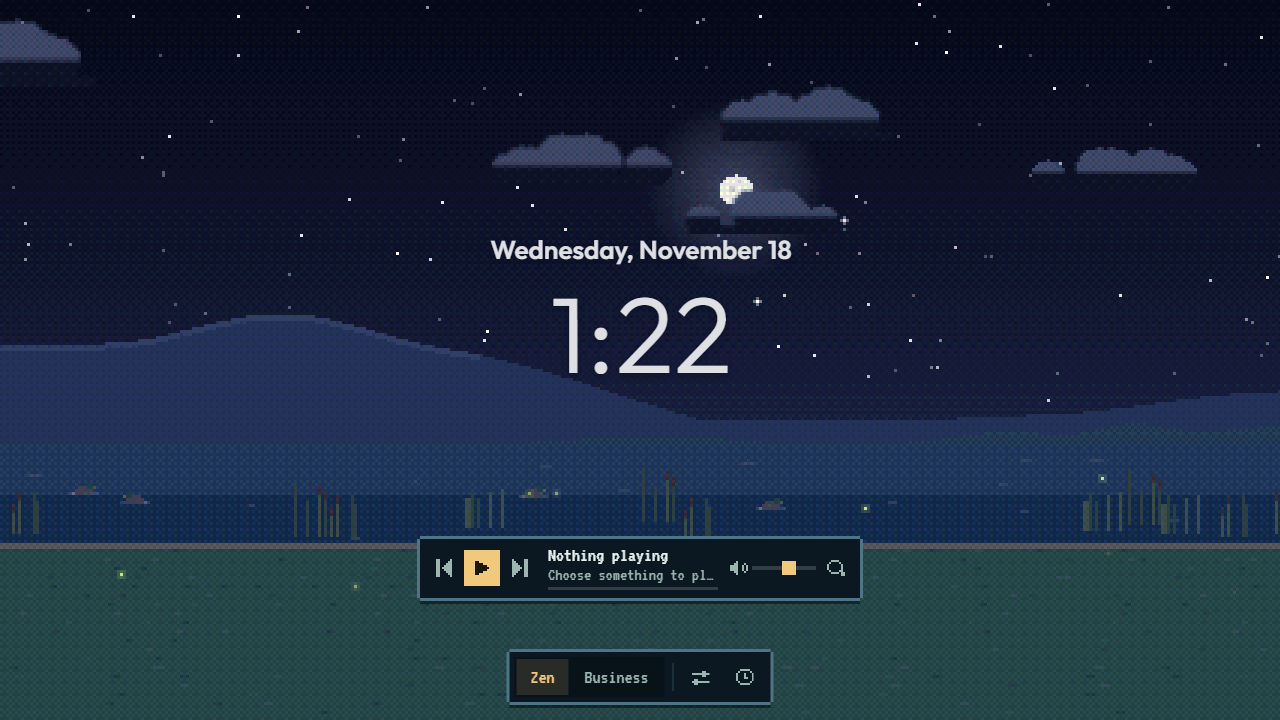 Wednesday, November 18
1:22
Nothing playing
Choose something to pl…
Zen
Business